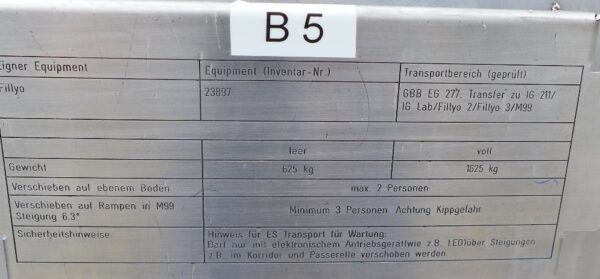 B 5
Eigner Equipment Equipment (Inventar-Nr.) Transportbereich (geprüft)
Fillyo 23897 GBB EG 277: Transfer zu IG 211/
IG Lab/Fillyo 2/Fillyo 3/M99
leer voll
Gewicht 625 kg 1625 kg
Verschieben auf ebenem Boden max. 2 Personen
Verschieben auf Rampen in M99 Minimum 3 Personen Achtung Kippgefahr
Steigung 6.3°
Sicherheitshinweise Hinweis für ES Transport für Wartung:
Darf nur mit elektronischem Antriebsgerät(wie z.B. LEO)über Steigungen
z.B. im Korridor und Passerelle verschoben werden